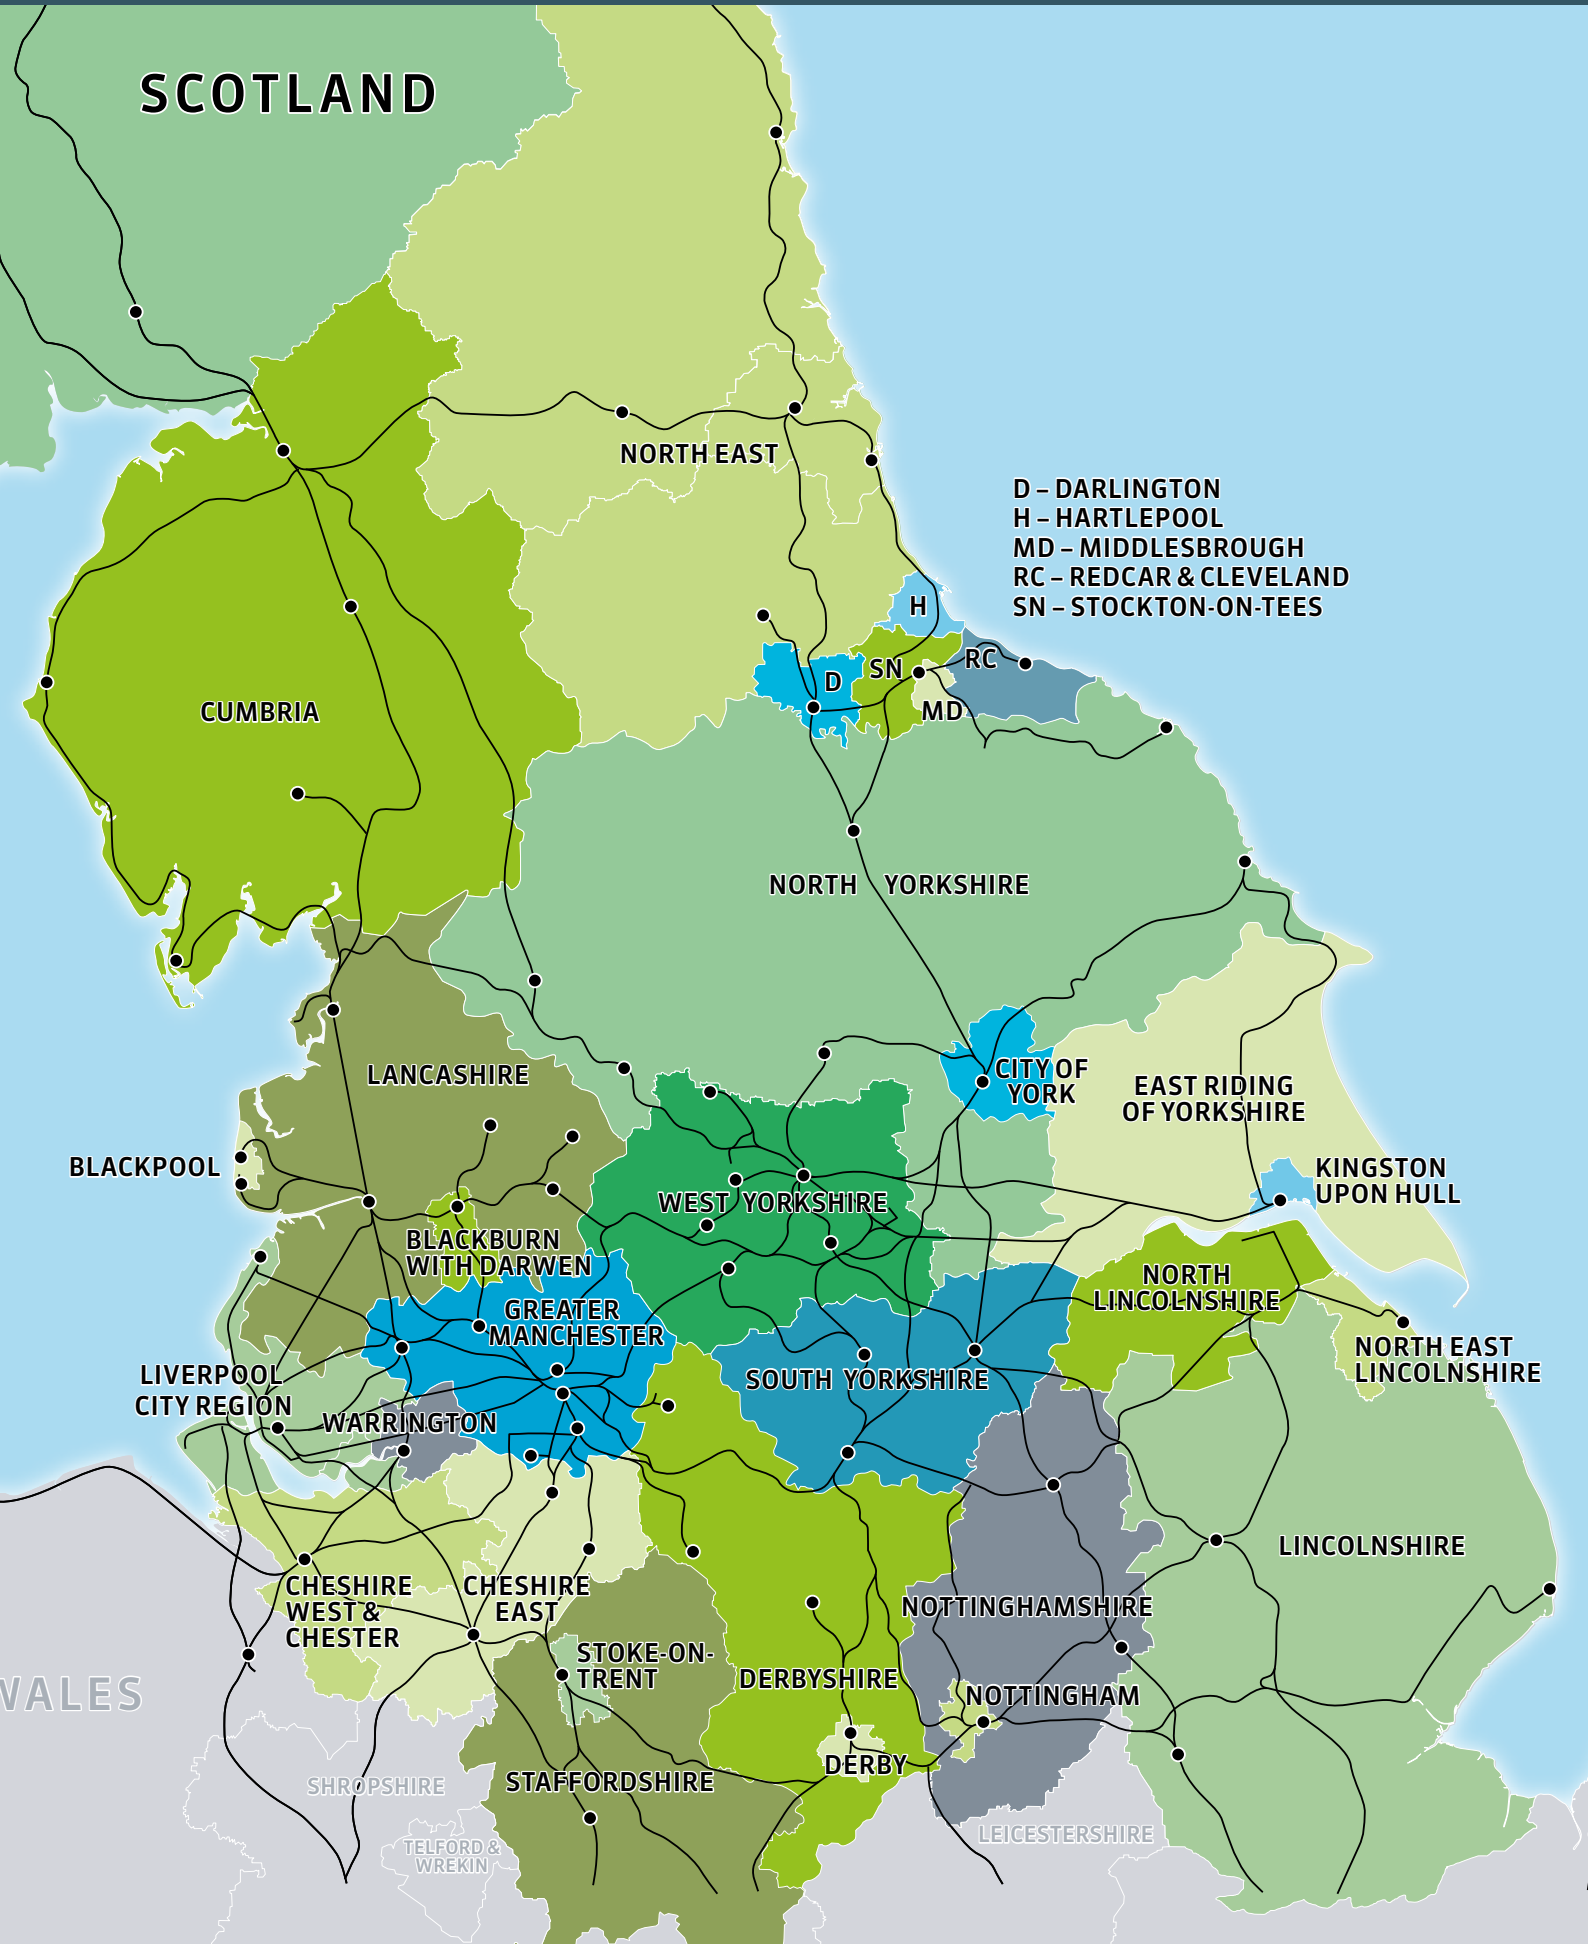 SCOTLAND
NORTH EAST
D – DARLINGTON
H – HARTLEPOOL
MD – MIDDLESBROUGH
RC – REDCAR & CLEVELAND
SN – STOCKTON-ON-TEES
H
SN
RC
D
MD
CUMBRIA
NORTH YORKSHIRE
LANCASHIRE
CITY OF
YORK
EAST RIDING
OF YORKSHIRE
BLACKPOOL
KINGSTON
UPON HULL
WEST YORKSHIRE
BLACKBURN
WITH DARWEN
NORTH
LINCOLNSHIRE
GREATER
MANCHESTER
NORTH EAST
LINCOLNSHIRE
LIVERPOOL
CITY REGION
SOUTH YORKSHIRE
WARRINGTON
LINCOLNSHIRE
CHESHIRE
WEST &
CHESTER
CHESHIRE
EAST
NOTTINGHAMSHIRE
STOKE-ON-
TRENT
DERBYSHIRE
NOTTINGHAM
WALES
DERBY
STAFFORDSHIRE
SHROPSHIRE
LEICESTERSHIRE
TELFORD &
WREKIN